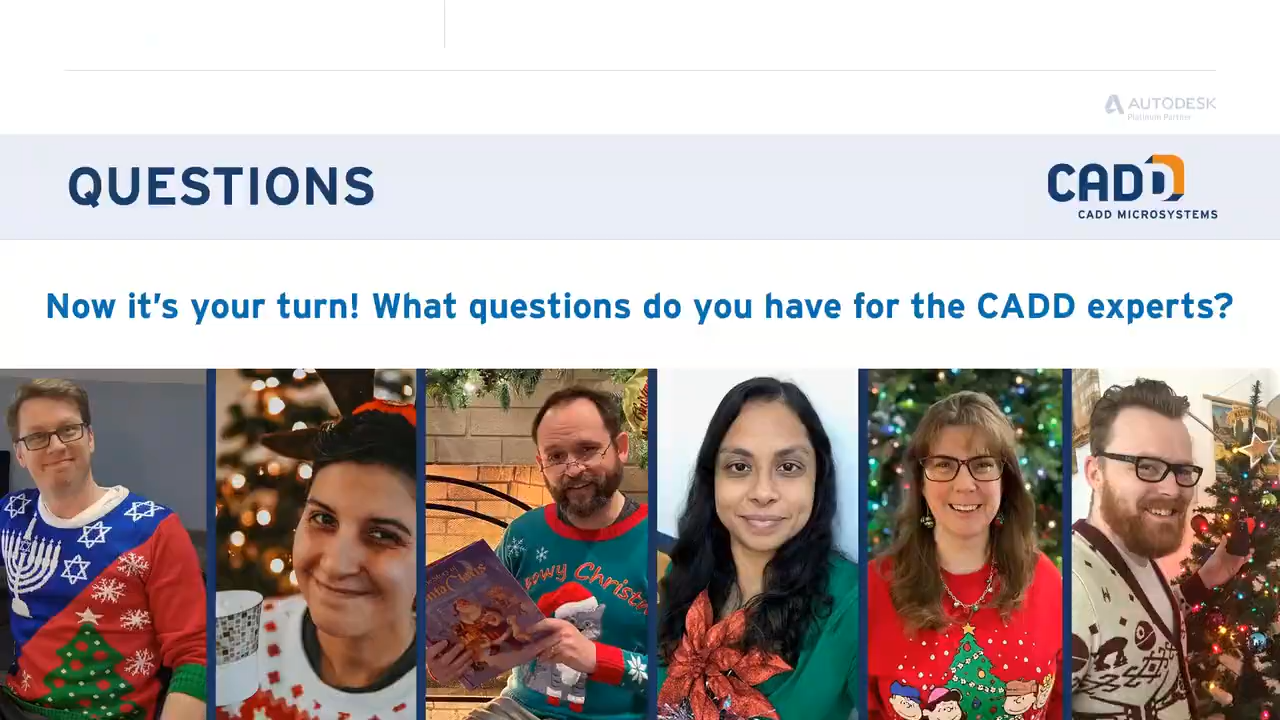 AUTODESK
Platinum Partner
QUESTIONS
CADD
CADD MICROSYSTEMS
Now it's your turn! What questions do you have for the CADD experts?